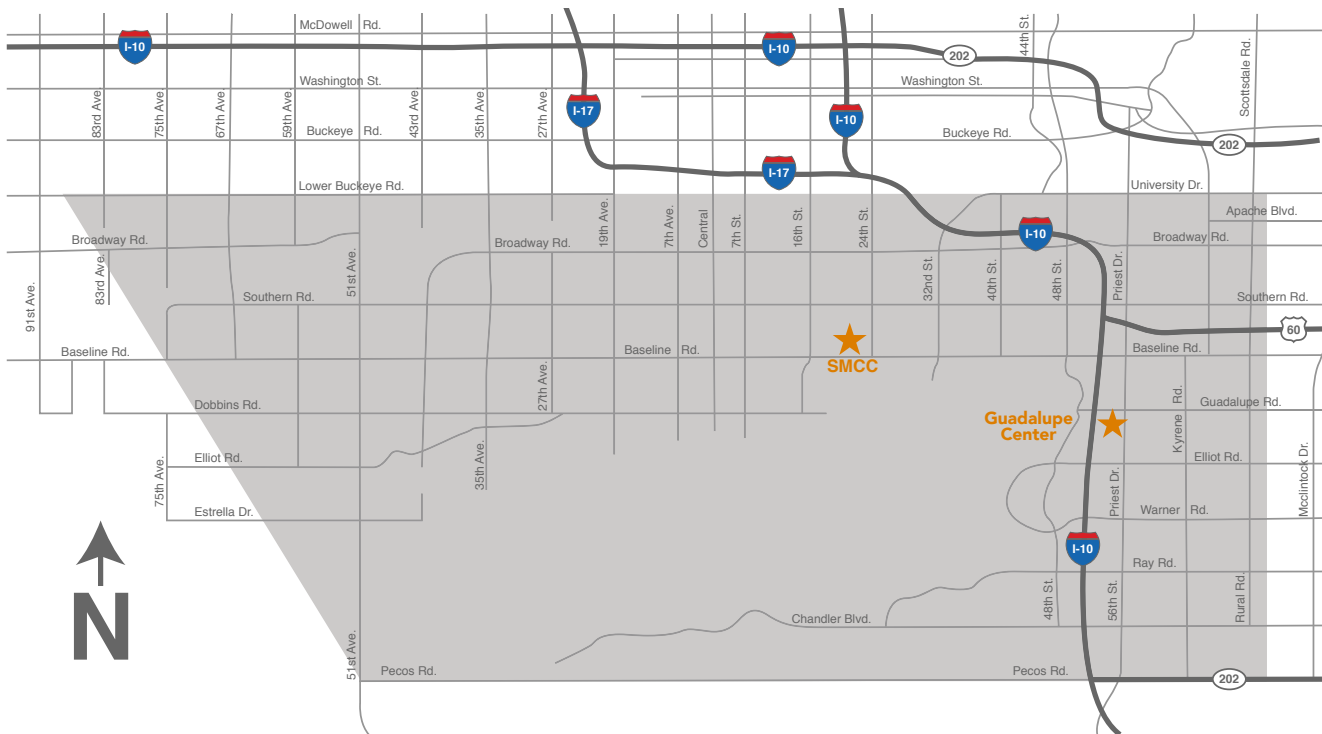 McDowell Rd.
44th St.
I-10
I-10
202
Scottsdale Rd.
Washington St.
Washington St.
83rd Ave.
75th Ave.
67th Ave.
59th Ave.
43rd Ave.
35th Ave.
27th Ave.
I-17
I-10
Buckeye Rd.
Buckeye Rd.
202
I-17
Lower Buckeye Rd.
University Dr.
Apache Blvd.
19th Ave.
7th Ave.
Central
7th St.
16th St.
24th St.
I-10
Broadway Rd.
Broadway Rd.
Broadway Rd.
83rd Ave.
51st Ave.
32nd St.
40th St.
48th St.
Priest Dr.
91st Ave.
Southern Rd.
Southern Rd.
60
Baseline Rd.
Baseline Rd.
Baseline Rd.
SMCC
27th Ave.
Dobbins Rd.
Kyrene Rd.
Guadalupe Rd.
Guadalupe
Center
Elliot Rd.
Elliot Rd.
75th Ave.
35th Ave.
Priest Dr.
Mcclintock Dr.
Estrella Dr.
Warner Rd.
I-10
Ray Rd.
N
48th St.
56th St.
Rural Rd.
Chandler Blvd.
51st Ave.
Pecos Rd.
Pecos Rd.
202